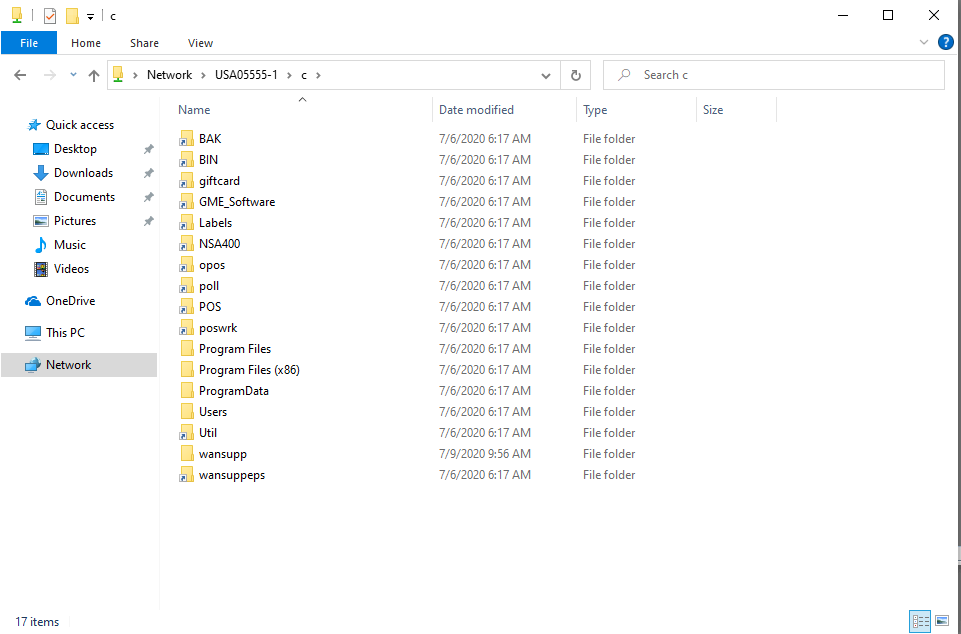 c
File Home Share View
Network USA05555-1 c
Search c
Name Date modified Type Size
Quick access
Desktop
Downloads
Documents
Pictures
Music
Videos
OneDrive
This PC
Network
BAK 7/6/2020 6:17 AM File folder
BIN 7/6/2020 6:17 AM File folder
giftcard 7/6/2020 6:17 AM File folder
GME_Software 7/6/2020 6:17 AM File folder
Labels 7/6/2020 6:17 AM File folder
NSA400 7/6/2020 6:17 AM File folder
opos 7/6/2020 6:17 AM File folder
poll 7/6/2020 6:17 AM File folder
POS 7/6/2020 6:17 AM File folder
poswrk 7/6/2020 6:17 AM File folder
Program Files 7/6/2020 6:17 AM File folder
Program Files (x86) 7/6/2020 6:17 AM File folder
ProgramData 7/6/2020 6:17 AM File folder
Users 7/6/2020 6:17 AM File folder
Util 7/6/2020 6:17 AM File folder
wansupp 7/9/2020 9:56 AM File folder
wansuppeps 7/6/2020 6:17 AM File folder
17 items